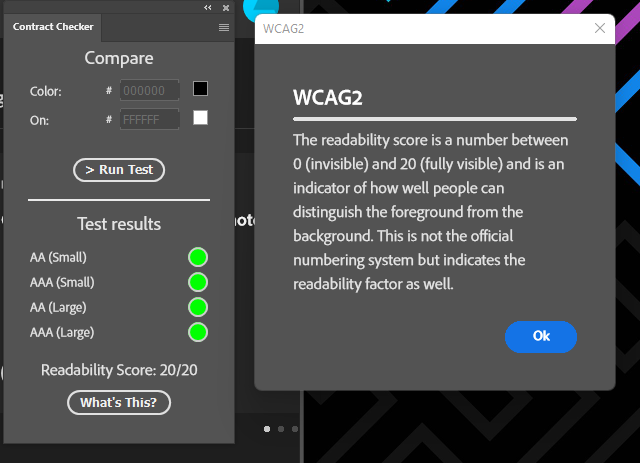 Contract Checker
Compare
Color: # 000000
On: # FFFFFF
> Run Test
Test results
AA (Small)
AAA (Small)
AA (Large)
AAA (Large)
Readability Score: 20/20
What's This?
WCAG2
WCAG2
The readability score is a number between
0 (invisible) and 20 (fully visible) and is an
indicator of how well people can
distinguish the foreground from the
background. This is not the official
numbering system but indicates the
readability factor as well.
Ok